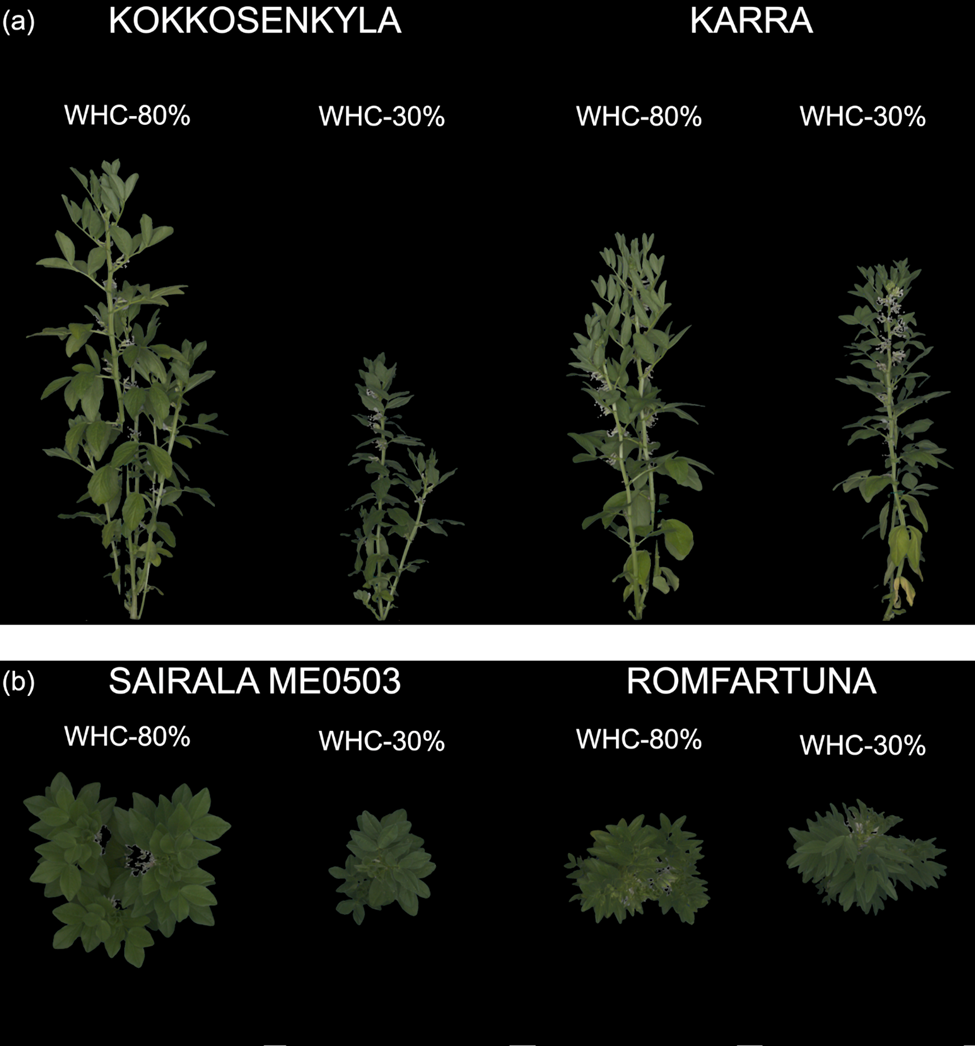 (a) KOKKOSENKYLA KARRA
WHC-80% WHC-30% WHC-80% WHC-30%
(b) SAIRALA ME0503 ROMFARTUNA
WHC-80% WHC-30% WHC-80% WHC-30%